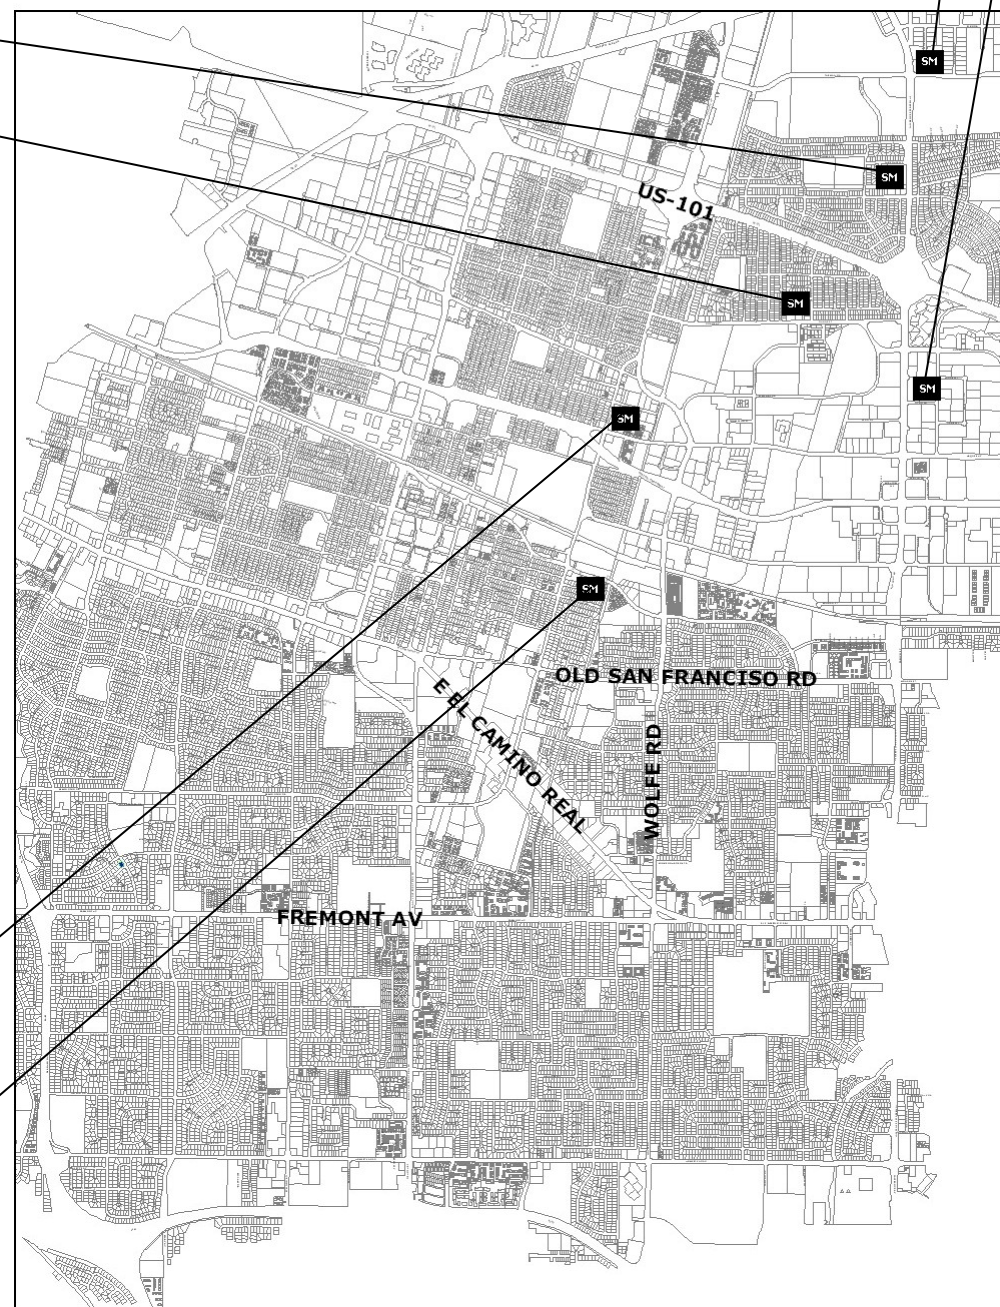 SM
SM
US-101
SM
SM
SM
SM
OLD SAN FRANCISO RD
E EL CAMINO REAL
WOLFE RD
FREMONT AV